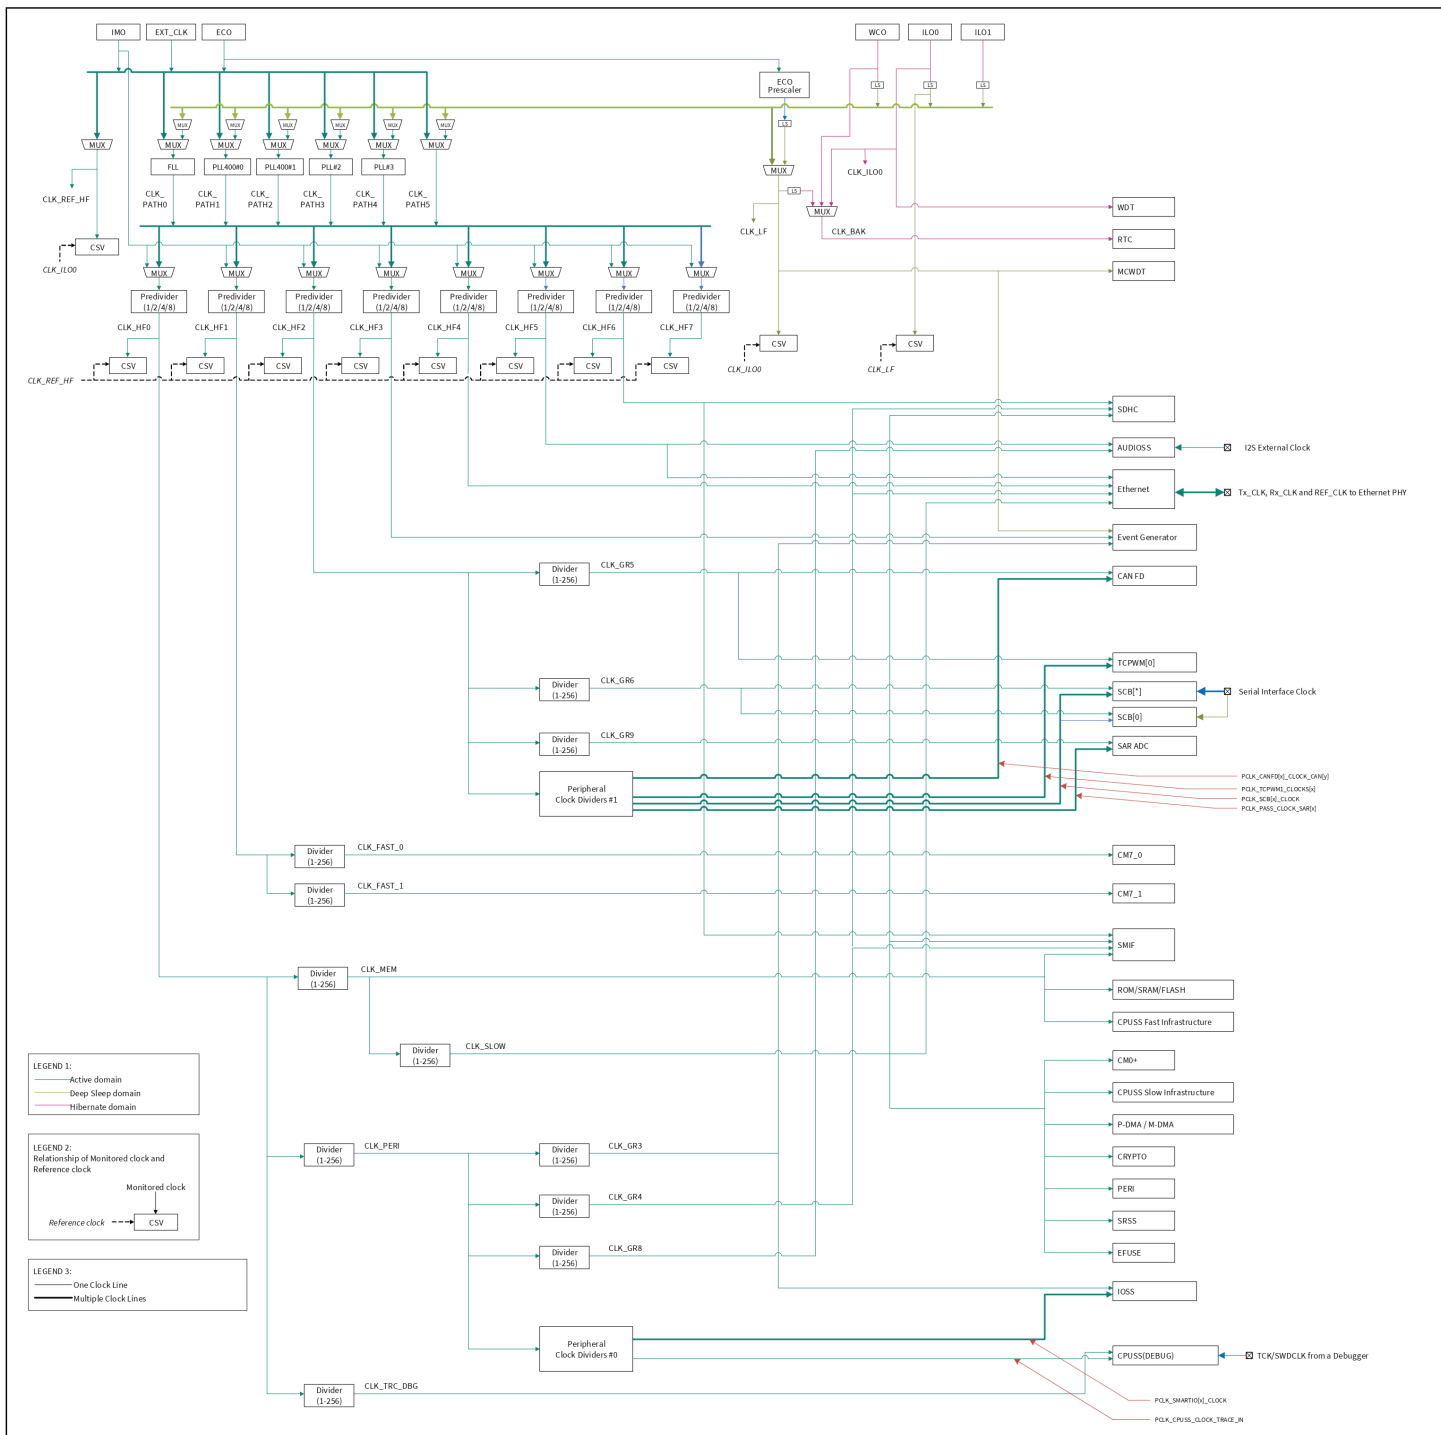 IMO
EXT_CLK
ECO
WCO
ILO0
ILO1
ECO
Prescaler
LS
LS
LS
MUX
MUX
MUX
MUX
MUX
MUX
LS
MUX
MUX
MUX
MUX
MUX
MUX
MUX
FLL
PLL400#0
PLL400#1
PLL#2
PLL#3
MUX
CLK_ILO0
CLK_REF_HF
CLK_
PATH0
CLK_
PATH1
CLK_
PATH2
CLK_
PATH3
CLK_
PATH4
CLK_
PATH5
LS
MUX
WDT
CLK_LF
CLK_BAK
RTC
CSV
CLK_ILO0
MCWDT
MUX
MUX
MUX
MUX
MUX
MUX
MUX
MUX
Predivider
(1/2/4/8)
Predivider
(1/2/4/8)
Predivider
(1/2/4/8)
Predivider
(1/2/4/8)
Predivider
(1/2/4/8)
Predivider
(1/2/4/8)
Predivider
(1/2/4/8)
Predivider
(1/2/4/8)
CLK_HF0
CLK_HF1
CLK_HF2
CLK_HF3
CLK_HF4
CLK_HF5
CLK_HF6
CLK_HF7
CSV
CSV
CSV
CSV
CSV
CSV
CSV
CSV
CSV
CSV
CLK_ILO0
CLK_LF
CLK_REF_HF
SDHC
AUDIOSS
I2S External Clock
Ethernet
Tx_CLK, Rx_CLK and REF_CLK to Ethernet PHY
Event Generator
Divider
(1-256)
CLK_GR5
CAN FD
TCPWM[0]
Divider
(1-256)
CLK_GR6
SCB[*]
Serial Interface Clock
SCB[0]
Divider
(1-256)
CLK_GR9
SAR ADC
Peripheral
Clock Dividers #1
PCLK_CANFD[x]_CLOCK_CAN[y]
PCLK_TCPWM1_CLOCKS[x]
PCLK_SCB[x]_CLOCK
PCLK_PASS_CLOCK_SAR[x]
Divider
(1-256)
CLK_FAST_0
CM7_0
Divider
(1-256)
CLK_FAST_1
CM7_1
SMIF
Divider
(1-256)
CLK_MEM
ROM/SRAM/FLASH
CPUSS Fast Infrastructure
Divider
(1-256)
CLK_SLOW
CM0+
CPUSS Slow Infrastructure
P-DMA / M-DMA
CRYPTO
PERI
SRSS
EFUSE
LEGEND 1:
Active domain
Deep Sleep domain
Hibernate domain
LEGEND 2:
Relationship of Monitored clock and
Reference clock
Monitored clock
Reference clock
CSV
LEGEND 3:
One Clock Line
Multiple Clock Lines
Divider
(1-256)
CLK_PERI
Divider
(1-256)
CLK_GR3
Divider
(1-256)
CLK_GR4
Divider
(1-256)
CLK_GR8
IOSS
Peripheral
Clock Dividers #0
CPUSS(DEBUG)
TCK/SWDCLK from a Debugger
Divider
(1-256)
CLK_TRC_DBG
PCLK_SMARTIO[x]_CLOCK
PCLK_CPUSS_CLOCK_TRACE_IN